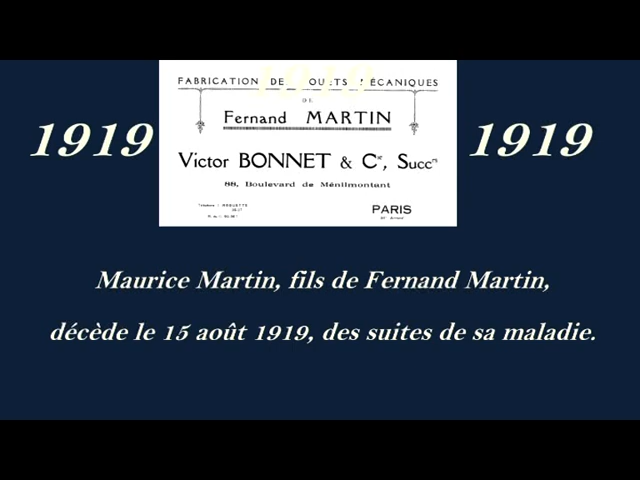 FABRICATION DE JOUETS MÉCANIQUES
DE
Fernand MARTIN
1919
1919
Victor BONNET & Cie, Succrs
88, Boulevard de Ménilmontant
PARIS
Maurice Martin, fils de Fernand Martin,
décède le 15 août 1919, des suites de sa maladie.